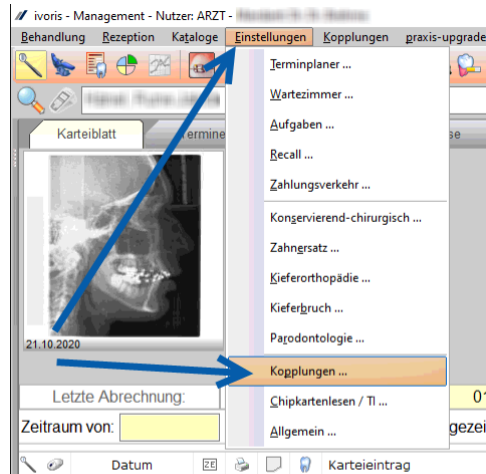 ivoris - Management - Nutzer: ARZT -
Behandlung Rezeption Kataloge Einstellungen Kopplungen praxis-upgrade
Terminplaner ...
Wartezimmer ...
Karteiblatt Termine
Aufgaben ...
Recall ...
Zahlungsverkehr ...
Konservierend-chirurgisch ...
Zahnersatz ...
Kieferorthopädie ...
Kieferbruch ...
Parodontologie ...
21.10.2020
Kopplungen ...
Letzte Abrechnung:
Chipkartenlesen / TI ...
Zeitraum von:
Allgemein ...
Datum ZE Karteieintrag